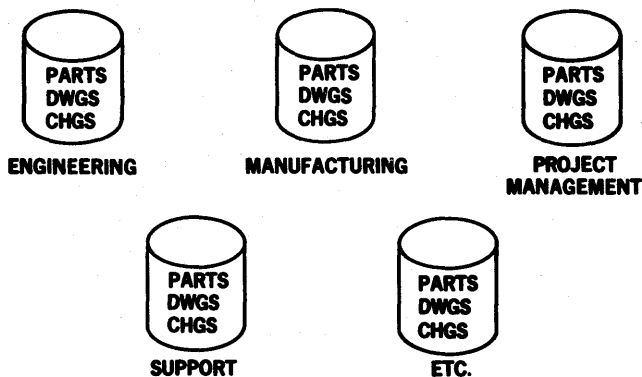 PARTS
DWGS
CHGS
ENGINEERING
PARTS
DWGS
CHGS
MANUFACTURING
PARTS
DWGS
CHGS
PROJECT
MANAGEMENT
PARTS
DWGS
CHGS
SUPPORT
PARTS
DWGS
CHGS
ETC.